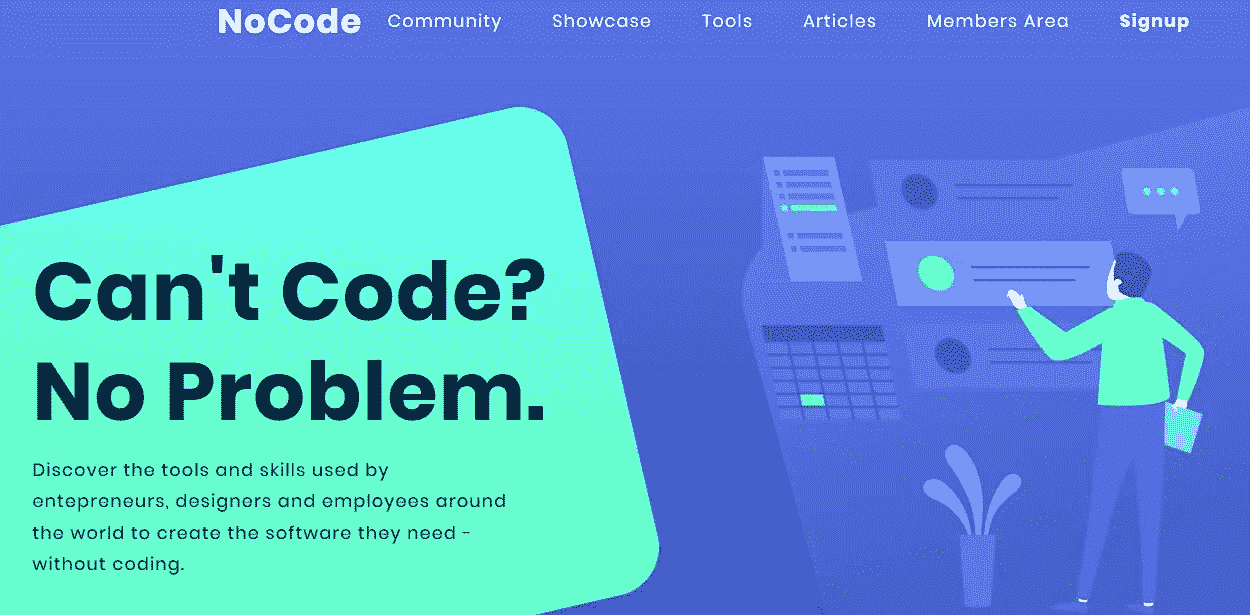 NoCode Community Showcase Tools Articles Members Area Signup
Can't Code?
No Problem.
Discover the tools and skills used by
entepreneurs, designers and employees around
the world to create the software they need -
without coding.